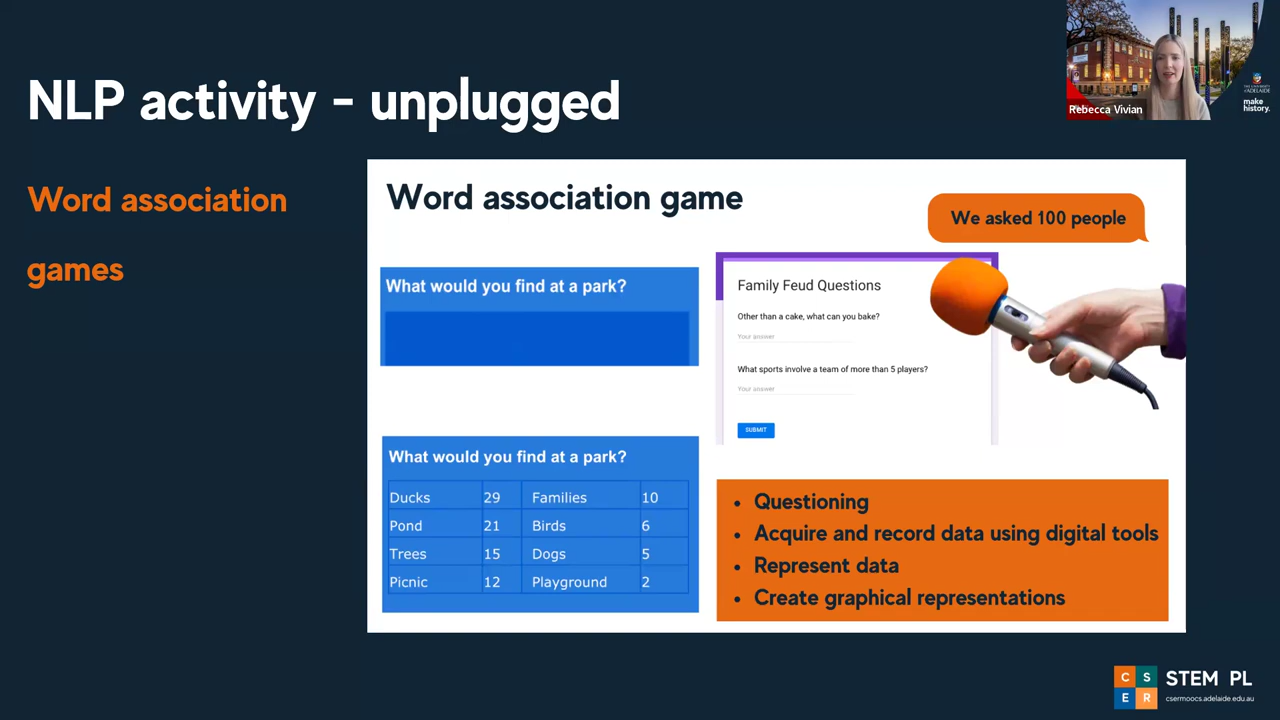 NLP activity - unplugged
Rebecca Vivian
THE UNIVERSITY
of ADELAIDE
make
history.
Word association
games
Word association game
We asked 100 people
What would you find at a park?
Family Feud Questions
Other than a cake, what can you bake?
Your answer
What sports involve a team of more than 5 players?
Your answer
SUBMIT
What would you find at a park?
Ducks 29 Families 10
Pond 21 Birds 6
Trees 15 Dogs 5
Picnic 12 Playground 2
• Questioning
• Acquire and record data using digital tools
• Represent data
• Create graphical representations
C S
E R
STEM PL
csermoocs.adelaide.edu.au